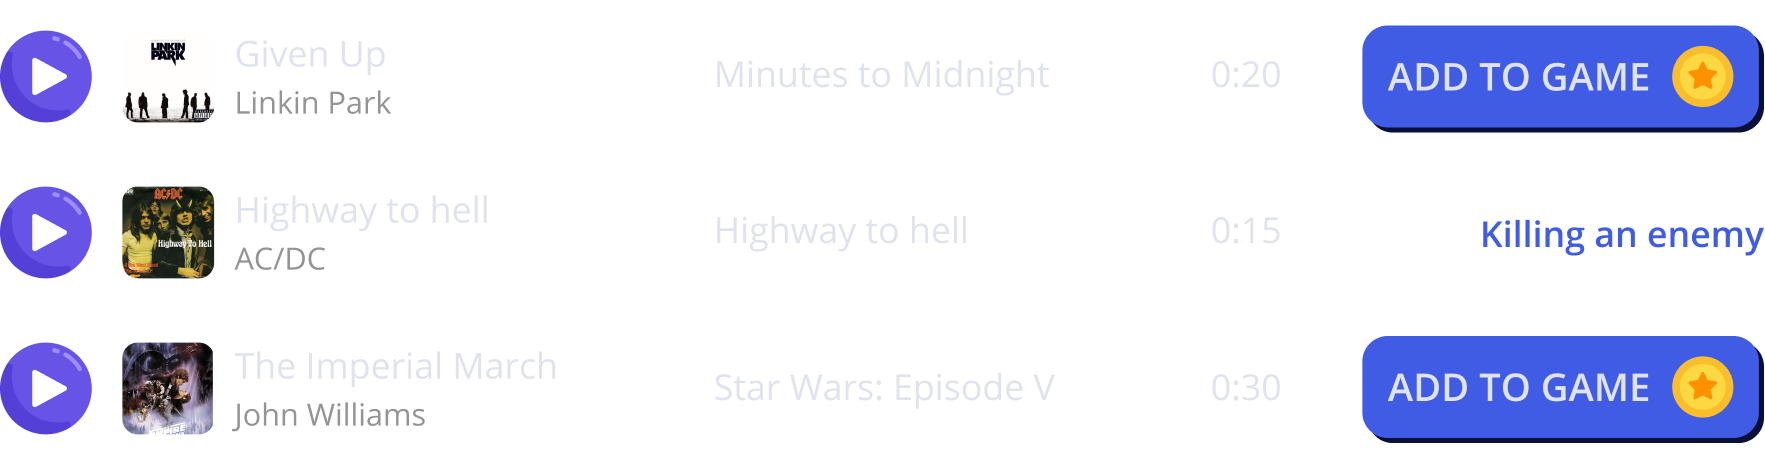 LINKIN
PARK
Given Up
Linkin Park
Minutes to Midnight
0:20
ADD TO GAME
AC/DC
Highway To Hell
Highway to hell
AC/DC
Highway to hell
0:15
Killing an enemy
The Imperial March
John Williams
Star Wars: Episode V
0:30
ADD TO GAME